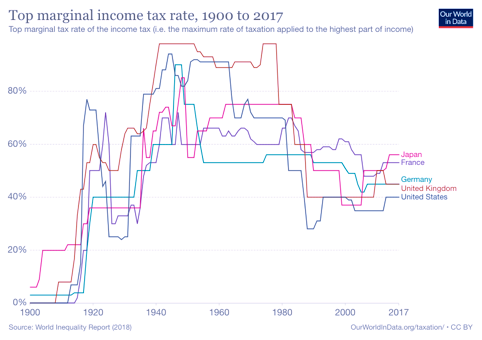 Top marginal income tax rate, 1900 to 2017
Top marginal tax rate of the income tax (i.e. the maximum rate of taxation applied to the highest part of income)
Our World
in Data
80%
60%
40%
20%
0%
Japan
France
Germany
United Kingdom
United States
1900 1920 1940 1960 1980 2000 2017
Source: World Inequality Report (2018)
OurWorldInData.org/taxation/ • CC BY